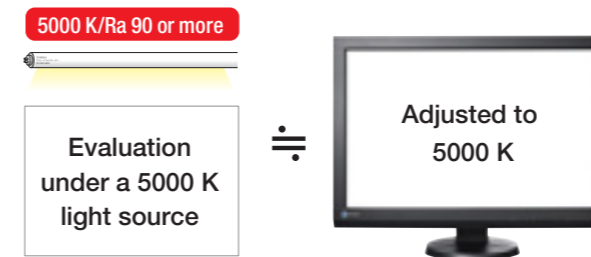 5000 K/Ra 90 or more
Evaluation
under a 5000 K
light source
≒
Adjusted to
5000 K